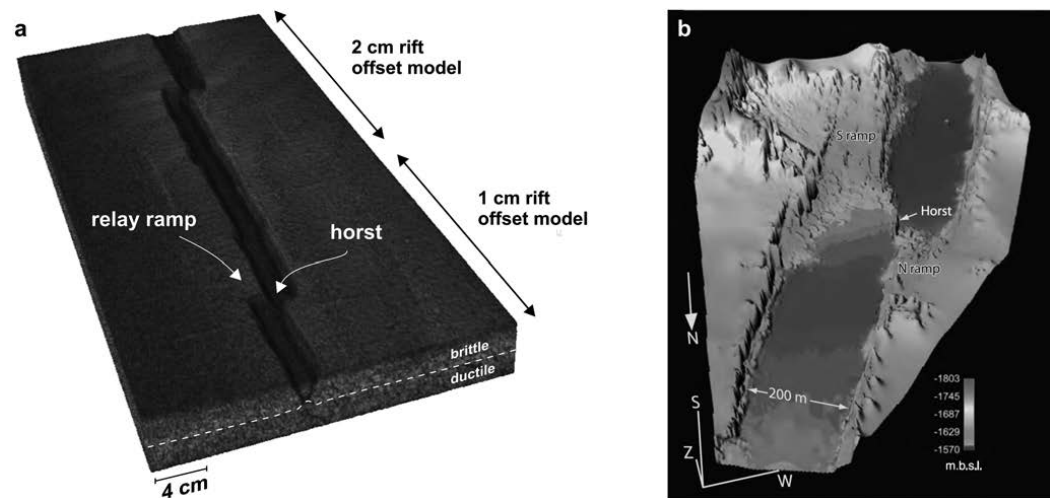 a
2 cm rift
offset model
1 cm rift
offset model
relay ramp
horst
brittle
ductile
4 cm
b
S ramp
Horst
N ramp
N
200 m
S
Z
W
-1803
-1745
-1687
-1629
-1570
m.b.s.l.